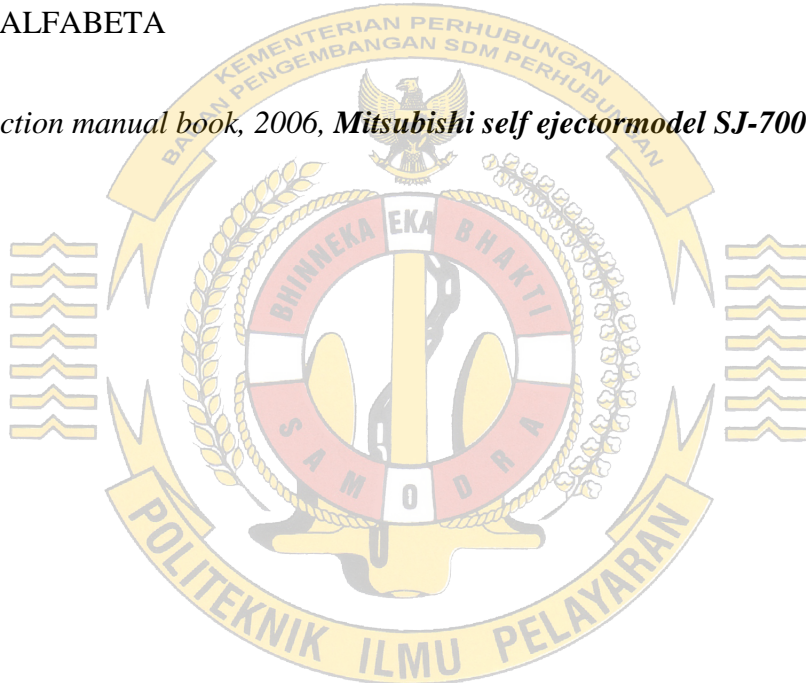 ALFABETA
KEMENTERIAN PERHUBUNGAN
BADAN PENGEMBANGAN SDM PERHUBUNGAN
ction manual book, 2006, Mitsubishi self ejectormodel SJ-700
BHINNEKA EKA BHAKTI
SAMODRA
POLITEKNIK ILMU PELAYARAN